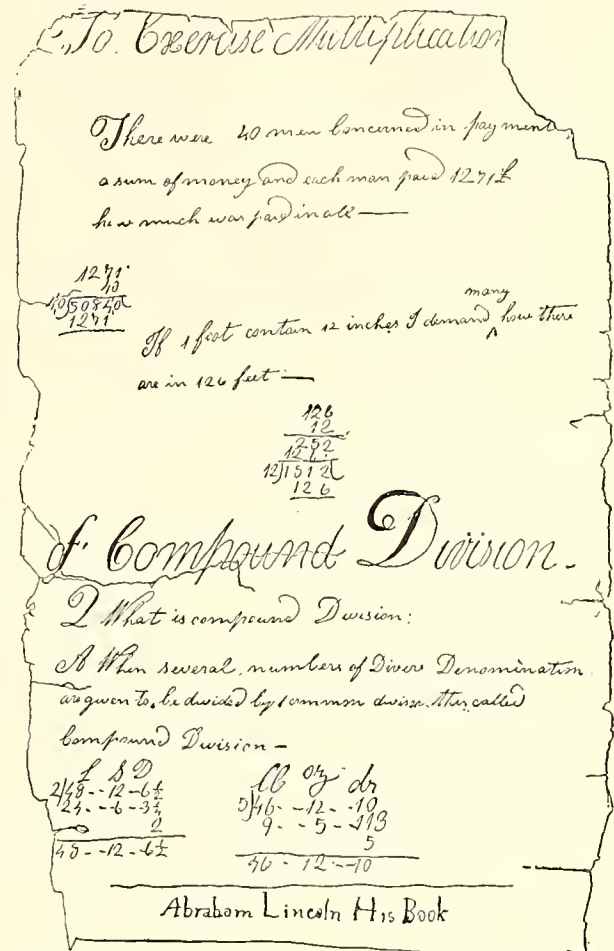 To Exercise Multiplication
There were 40 men Concerned in payment
a sum of money and each man paid 1271£
how much was paid in all —
1271
40
4,0)5084,0(
1271
many
If 1 foot contain 12 inches I demand ^ how there
are in 126 feet —
126
12
252
126
12)1512(
126
of Compound Division -
Q What is compound Division:
A When several numbers of Divers Denomination
are given to be divided by 1 common divisor this called
Compound Division -
£ S D
2)48--12-6½
24--6-3¼
2
48--12-6½
lb oz dr
5)46--12--10
9--5--113
5
46-12--10
Abraham Lincoln His Book